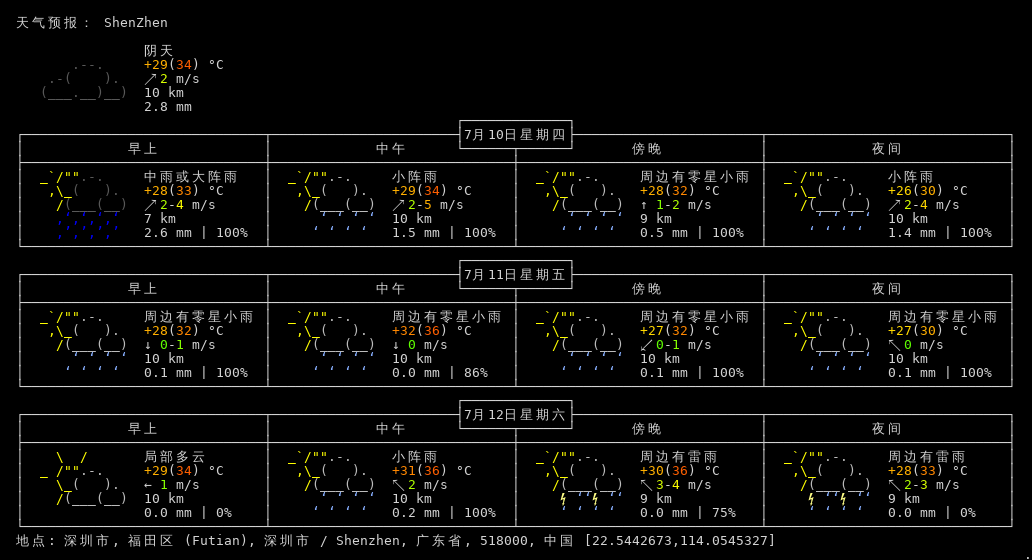 天气预报： ShenZhen
阴天
+29(34) °C
↗2 m/s
10 km
2.8 mm
7月10日星期四
早上 中午 傍晚 夜间
中雨或大阵雨 小阵雨 周边有零星小雨 小阵雨
+28(33) °C +29(34) °C +28(32) °C +26(30) °C
↗2-4 m/s ↗2-5 m/s ↑ 1-2 m/s ↗2-4 m/s
7 km 10 km 9 km 10 km
2.6 mm | 100% 1.5 mm | 100% 0.5 mm | 100% 1.4 mm | 100%
7月11日星期五
早上 中午 傍晚 夜间
周边有零星小雨 周边有零星小雨 周边有零星小雨 周边有零星小雨
+28(32) °C +32(36) °C +27(32) °C +27(30) °C
↓ 0-1 m/s ↓ 0 m/s ↙0-1 m/s ↖0 m/s
10 km 10 km 10 km 10 km
0.1 mm | 100% 0.0 mm | 86% 0.1 mm | 100% 0.1 mm | 100%
7月12日星期六
早上 中午 傍晚 夜间
局部多云 小阵雨 周边有雷雨 周边有雷雨
+29(34) °C +31(36) °C +30(36) °C +28(33) °C
← 1 m/s ↖2 m/s ↖3-4 m/s ↖2-3 m/s
10 km 10 km 9 km 9 km
0.0 mm | 0% 0.2 mm | 100% 0.0 mm | 75% 0.0 mm | 0%
地点: 深圳市, 福田区 (Futian), 深圳市 / Shenzhen, 广东省, 518000, 中国 [22.5442673,114.0545327]